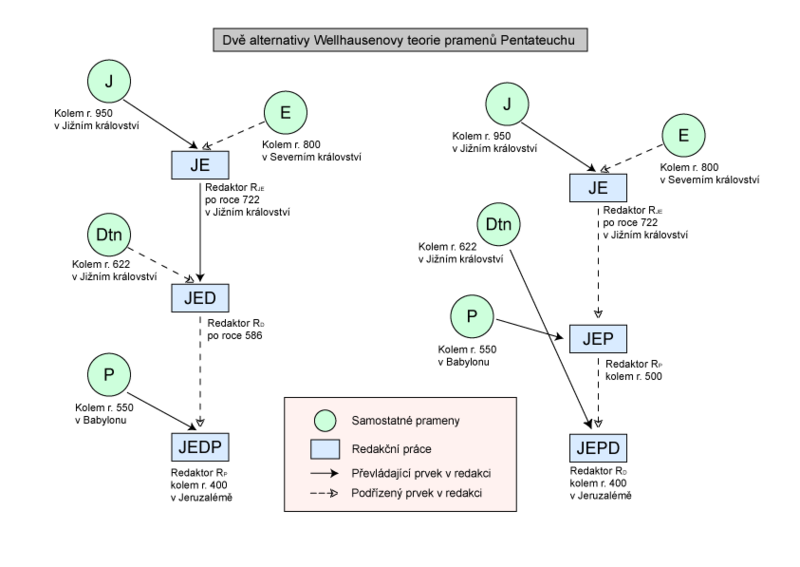 Dvě alternativy Wellhausenovy teorie pramenů Pentateuchu
J
Kolem r. 950
v Jižním království
E
Kolem r. 800
v Severním království
JE
Redaktor RJE
po roce 722
v Jižním království
Dtn
Kolem r. 622
v Jižním království
JED
Redaktor RD
po roce 586
P
Kolem r. 550
v Babylonu
JEDP
Redaktor RP
kolem r. 400
v Jeruzalémě
J
Kolem r. 950
v Jižním království
E
Kolem r. 800
v Severním království
JE
Redaktor RJE
po roce 722
v Jižním království
Dtn
Kolem r. 622
v Jižním království
P
Kolem r. 550
v Babylonu
JEP
Redaktor RP
kolem r. 500
JEPD
Redaktor RD
kolem r. 400
v Jeruzalémě
Samostatné prameny
Redakční práce
Převládající prvek v redakci
Podřízený prvek v redakci